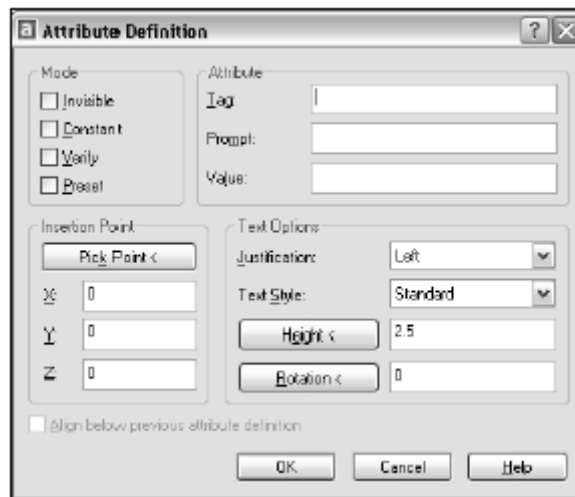 Attribute Definition
Mode
Invisible
Constant
Verify
Preset
Attribute
Tag:
Prompt:
Value:
Insertion Point
Pick Point <
X: 0
Y: 0
Z: 0
Text Options
Justification: Left
Text Style: Standard
Height < 2.5
Rotation < 0
Align below previous attribute definition
OK Cancel Help